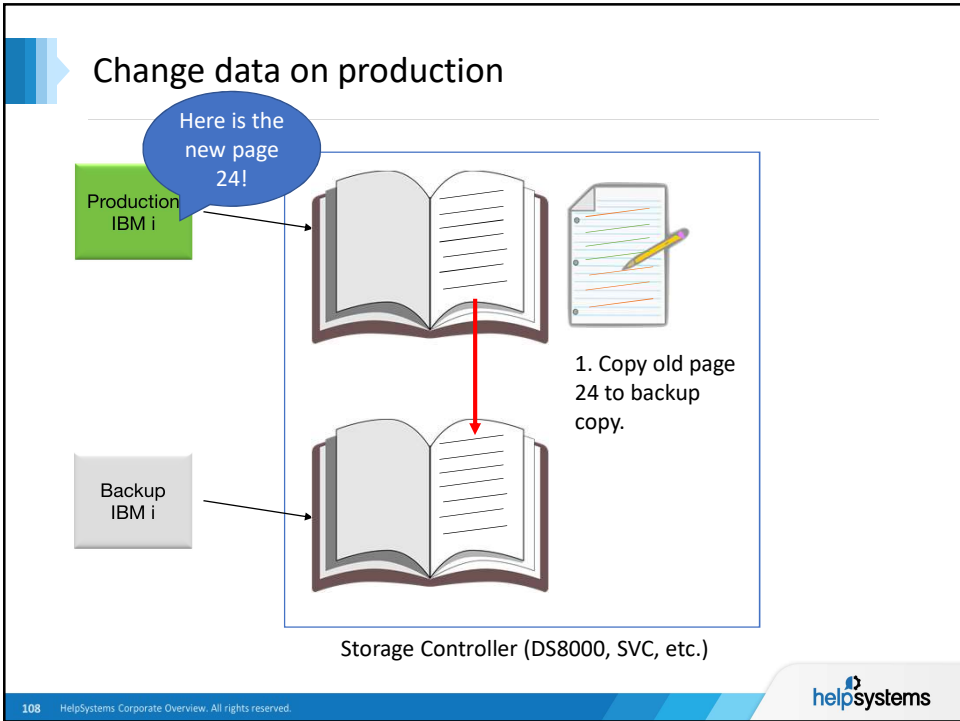 Change data on production
Here is the
new page
24!
Production
IBM i
1. Copy old page
24 to backup
copy.
Backup
IBM i
Storage Controller (DS8000, SVC, etc.)
108 HelpSystems Corporate Overview. All rights reserved.
helpsystems